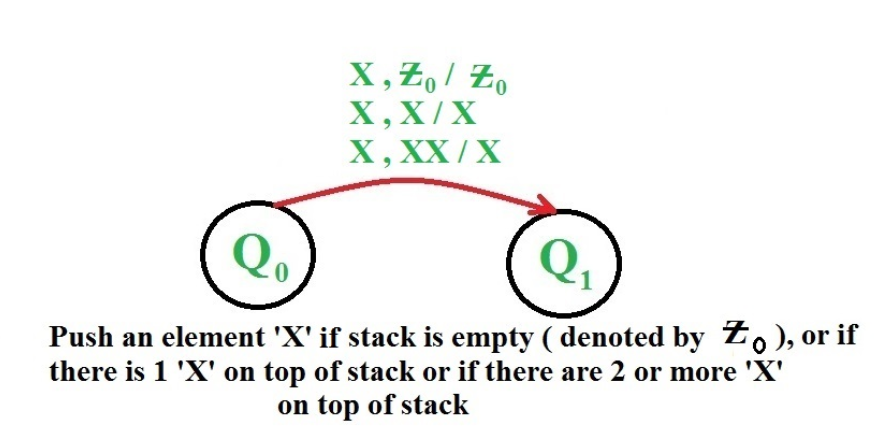 X , Z₀ / Z₀
X , X / X
X , XX / X
Q₀
Q₁
Push an element 'X' if stack is empty ( denoted by Z₀ ), or if
there is 1 'X' on top of stack or if there are 2 or more 'X'
on top of stack